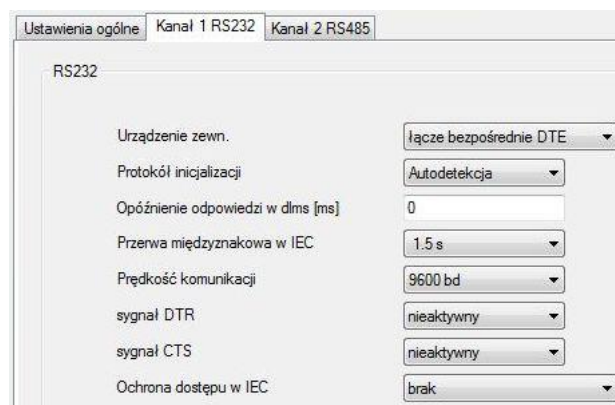 Ustawienia ogólne Kanał 1 RS232 Kanał 2 RS485
RS232
Urządzenie zewn. łącze bezpośrednie DTE
Protokół inicjalizacji Autodetekcja
Opóźnienie odpowiedzi w dlms [ms] 0
Przerwa międzyznakowa w IEC 1.5 s
Prędkość komunikacji 9600 bd
sygnał DTR nieaktywny
sygnał CTS nieaktywny
Ochrona dostępu w IEC brak